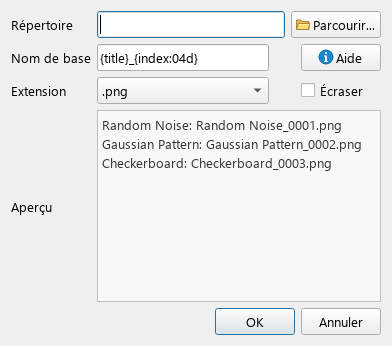 Répertoire
Parcourir...
Nom de base
{title}_{index:04d}
Aide
Extension
.png
Écraser
Random Noise: Random Noise_0001.png
Gaussian Pattern: Gaussian Pattern_0002.png
Checkerboard: Checkerboard_0003.png
Aperçu
OK
Annuler